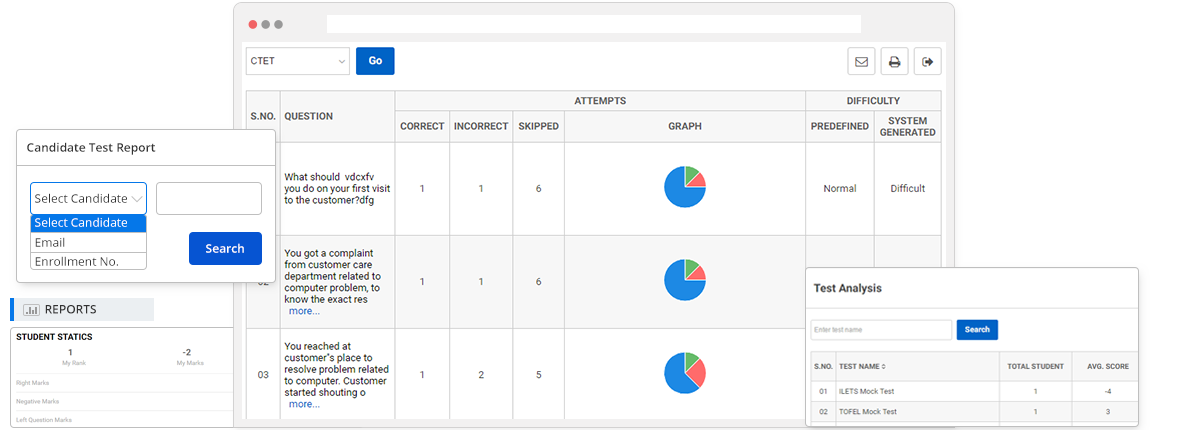 CTET
Go
ATTEMPTS
DIFFICULTY
S.NO.
QUESTION
CORRECT
INCORRECT
SKIPPED
GRAPH
PREDEFINED
SYSTEM
GENERATED
What should vdcxfv
you do on your first visit
to the customer?dfg
1
1
6
Normal
Difficult
You got a complaint
from customer care
department related to
computer problem, to
know the exact res
more...
1
1
6
03
You reached at
customer's place to
resolve problem related
to computer. Customer
started shouting o
more...
1
2
5
Candidate Test Report
Select Candidate
Select Candidate
Email
Enrollment No.
Search
REPORTS
STUDENT STATICS
1
-2
My Rank
My Marks
Right Marks
Negative Marks
Left Question Marks
Test Analysis
Enter test name
Search
S.NO.
TEST NAME
TOTAL STUDENT
AVG. SCORE
01
ILETS Mock Test
1
-4
02
TOFEL Mock Test
1
3